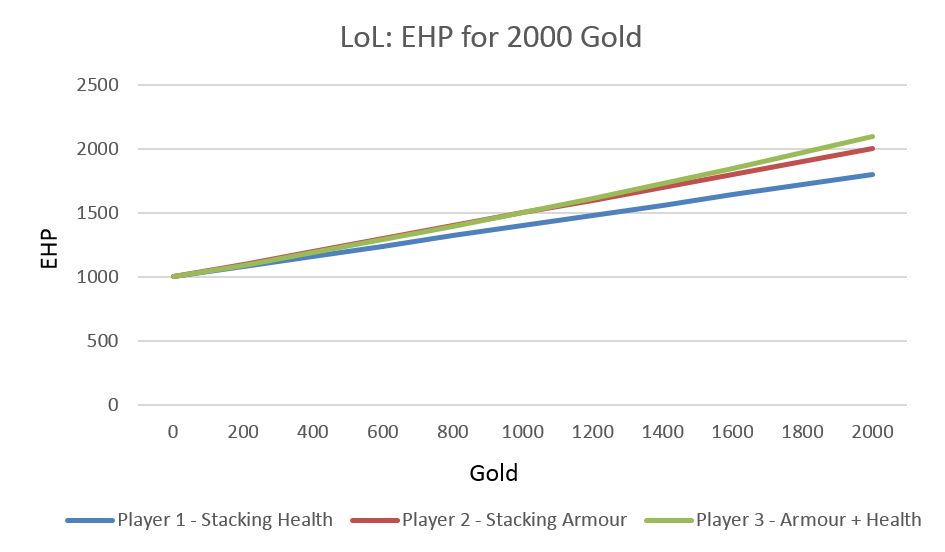 LoL: EHP for 2000 Gold
2500
2000
1500
1000
500
0
EHP
0 200 400 600 800 1000 1200 1400 1600 1800 2000
Gold
Player 1 - Stacking Health Player 2 - Stacking Armour Player 3 - Armour + Health